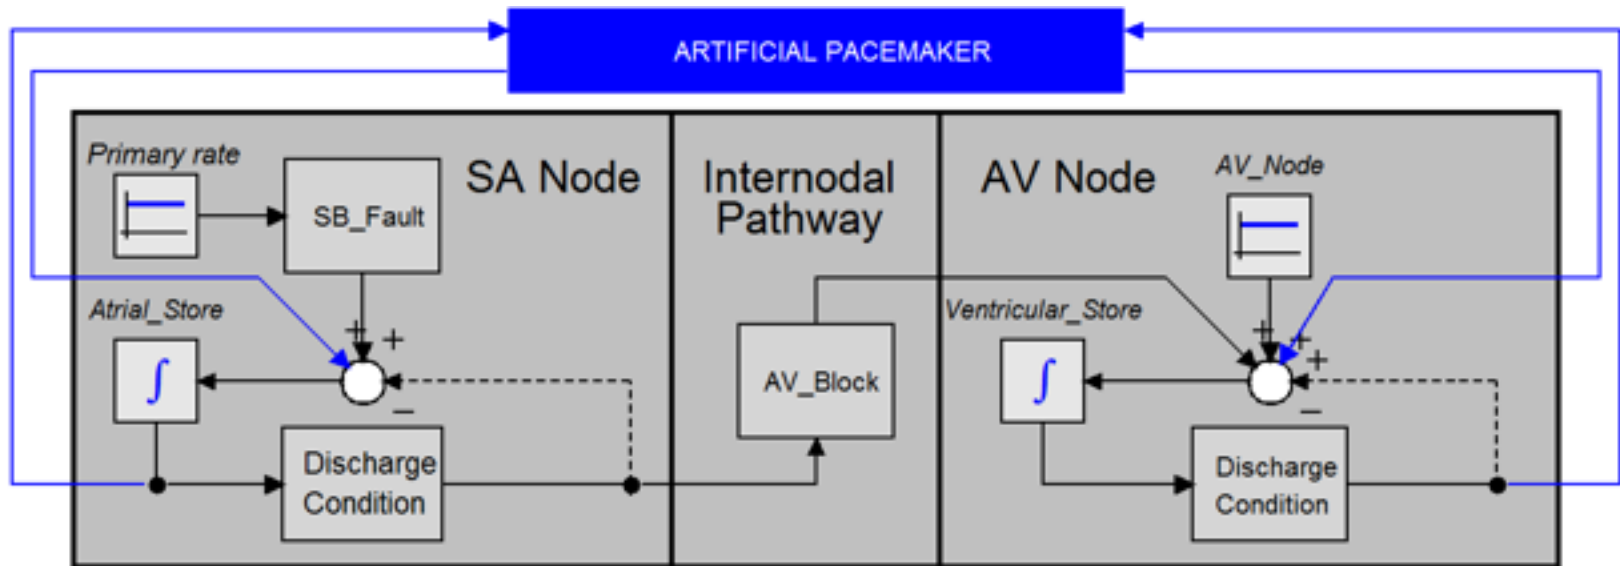 ARTIFICIAL PACEMAKER
Primary rate
SB_Fault
SA Node
Atrial_Store
∫
+
+
−
Discharge
Condition
Internodal
Pathway
AV_Block
AV Node
AV_Node
Ventricular_Store
∫
+
+
+
−
Discharge
Condition